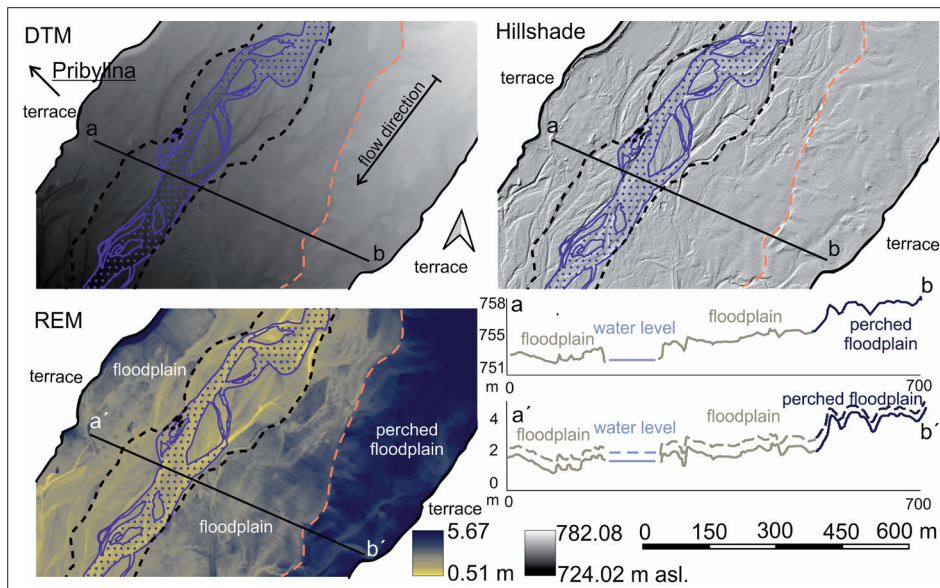 DTM
Pribylina
terrace
a
flow direction
b
terrace
Hillshade
terrace
a
b
terrace
REM
terrace
floodplain
a´
perched
floodplain
floodplain
b´
terrace
5.67
0.51 m
782.08
724.02 m asl.
758
755
751
m
0
700
a
b
floodplain
water level
floodplain
perched
floodplain
4
2
0
m
0
700
a´
b´
floodplain
water level
floodplain
perched floodplain
0 150 300 450 600 m